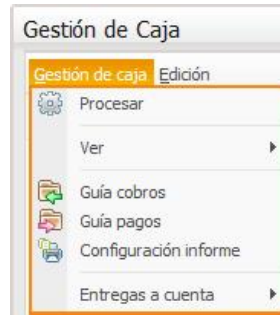 Gestión de Caja
Gestión de caja Edición
Procesar
Ver
Guía cobros
Guía pagos
Configuración informe
Entregas a cuenta